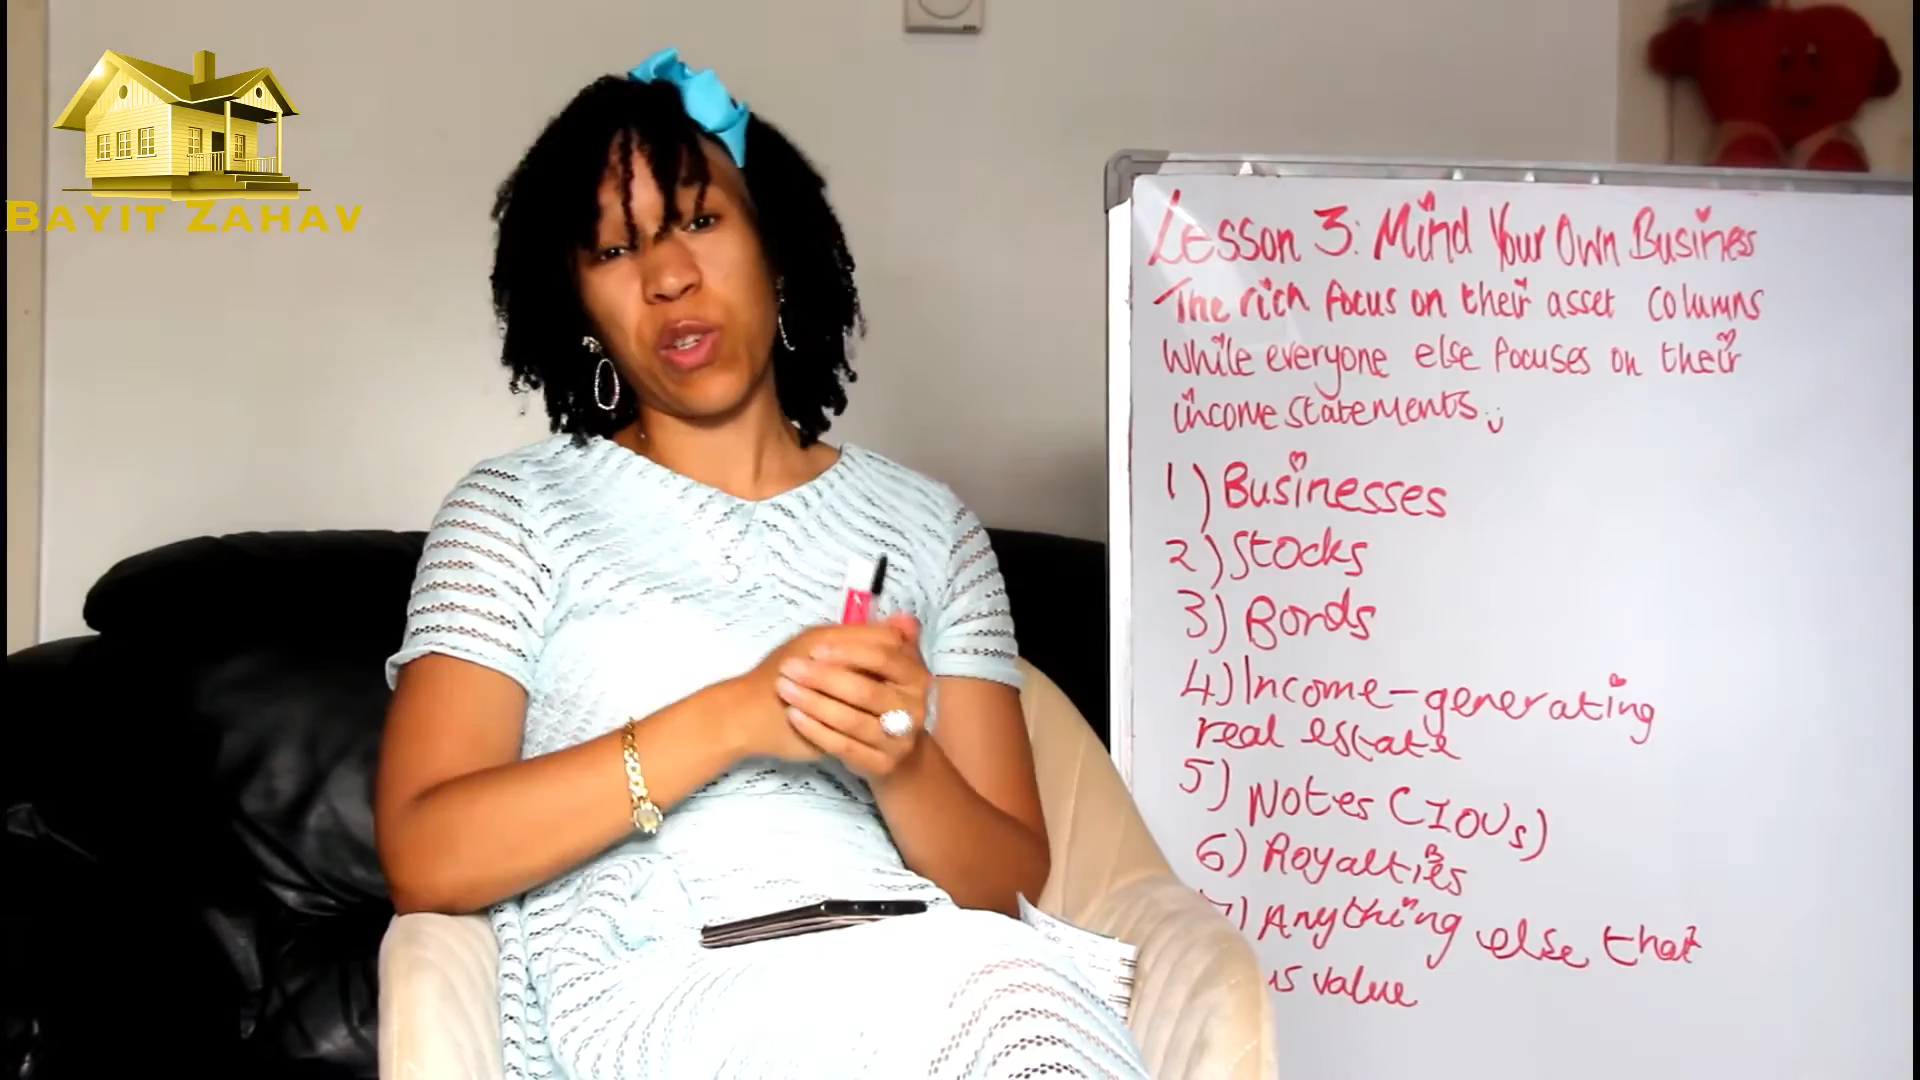 BAYIT ZAHAV
Lesson 3: Mind Your Own Business
The rich focus on their asset columns
While everyone else focuses on their
income statements.
1) Businesses
2) Stocks
3) Bonds
4) Income-generating
real estate
5) Notes (IOUs)
6) Royalties
7) Anything else that
value